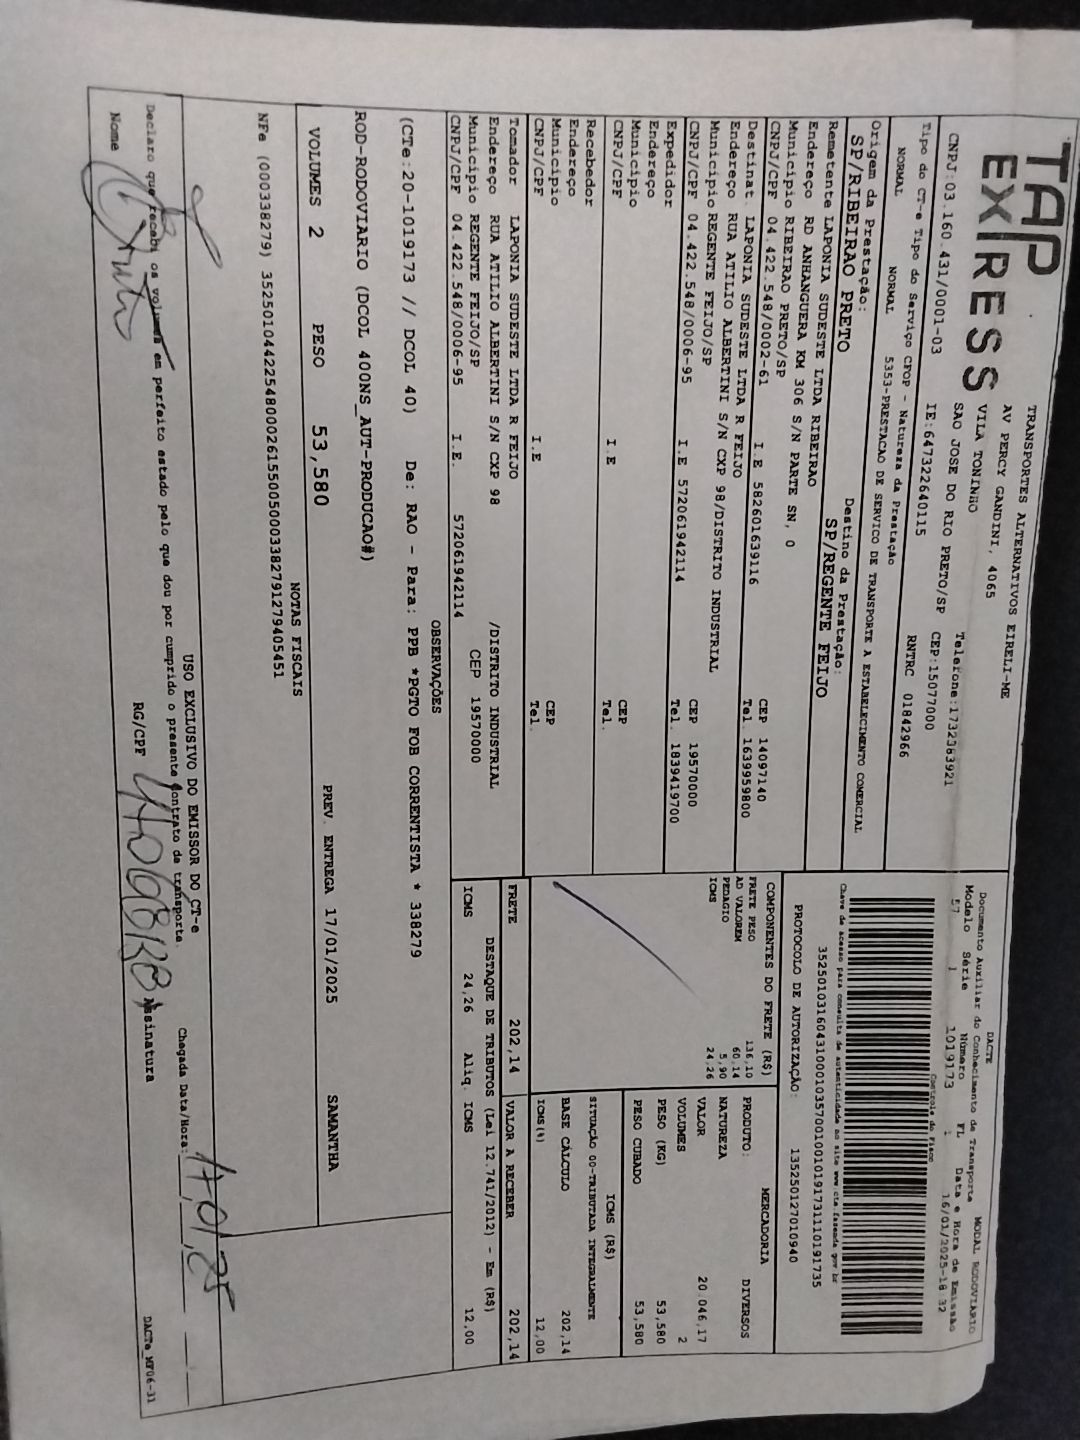 TAP
EXPRESS
TRANSPORTES ALTERNATIVOS EIRELI-ME
AV PERCY GANDINI, 4065
VILA TONINHO
SAO JOSE DO RIO PRETO/SP Telefone:1732363921
CNPJ:03.160.431/0001-03 IE:647322640115 CEP:15077000
RNTRC 01842966
Tipo do CT-e Tipo do Serviço CFOP - Natureza da Prestação
NORMAL NORMAL 5353-PRESTACAO DE SERVICO DE TRANSPORTE A ESTABELECIMENTO COMERCIAL
Origem da Prestação: Destino da Prestação:
SP/RIBEIRAO PRETO SP/REGENTE FEIJO
Remetente LAPONIA SUDESTE LTDA RIBEIRAO
Endereço RD ANHANGUERA KM 306 S/N PARTE SN, 0
Município RIBEIRAO PRETO/SP CEP 14097140
CNPJ/CPF 04.422.548/0002-61 I.E 582601639116 Tel. 1639959800
Destinat. LAPONIA SUDESTE LTDA R FEIJO
Endereço RUA ATILIO ALBERTINI S/N CXP 98/DISTRITO INDUSTRIAL
Município REGENTE FEIJO/SP CEP 19570000
CNPJ/CPF 04.422.548/0006-95 I.E 572061942114 Tel. 1839419700
Expedidor
Endereço
Município CEP
CNPJ/CPF I.E Tel.
Recebedor
Endereço
Município CEP
CNPJ/CPF I.E Tel.
Tomador LAPONIA SUDESTE LTDA R FEIJO
Endereço RUA ATILIO ALBERTINI S/N CXP 98 /DISTRITO INDUSTRIAL
Município REGENTE FEIJO/SP CEP 19570000
CNPJ/CPF 04.422.548/0006-95 I.E. 572061942114
DACTE
Documento Auxiliar do Conhecimento de Transporte MODAL RODOVIARIO
Modelo Série Número FL Data e Hora de Emissão
57 1 1019173 1 16/01/2025-18:32
Controle do Fisco
Chave de acesso para consulta de autenticidade no site www.cte.fazenda.gov.br
35250103160431000103570010010191731110191735
PROTOCOLO DE AUTORIZAÇÃO: 135250127010940
COMPONENTES DO FRETE (R$)
FRETE PESO 136,10
AD VALOREM 60,14
PEDAGIO 5,90
ICMS 24,26
MERCADORIA
PRODUTO: DIVERSOS
NATUREZA
VALOR 20.046,17
VOLUMES 2
PESO (KG) 53,580
PESO CUBADO 53,580
ICMS (R$)
SITUAÇÃO 00-TRIBUTADA INTEGRALMENTE
BASE CÁLCULO 202,14
ICMS(%) 12,00
FRETE 202,14 VALOR A RECEBER 202,14
DESTAQUE DE TRIBUTOS (Lei 12.741/2012) - Em (R$)
ICMS 24,26 Aliq. ICMS 12,00
OBSERVAÇÕES
(CTe:20-1019173 // DCOL 40) De: RAO - Para: PPB *PGTO FOB CORRENTISTA * 338279
ROD-RODOVIARIO (DCOL 400NS_AUT-PRODUCAO#)
VOLUMES 2 PESO 53,580 PREV. ENTREGA 17/01/2025 SAMANTHA
NOTAS FISCAIS
NFe (000338279) 35250104422548000261550050003382791279405451
USO EXCLUSIVO DO EMISSOR DO CT-e
Declaro que recebi os volumes em perfeito estado pelo que dou por cumprido o presente contrato de transporte. Chegada Data/Hora: 17,01,25
Nome RG/CPF Assinatura
DACTe_MF06-31